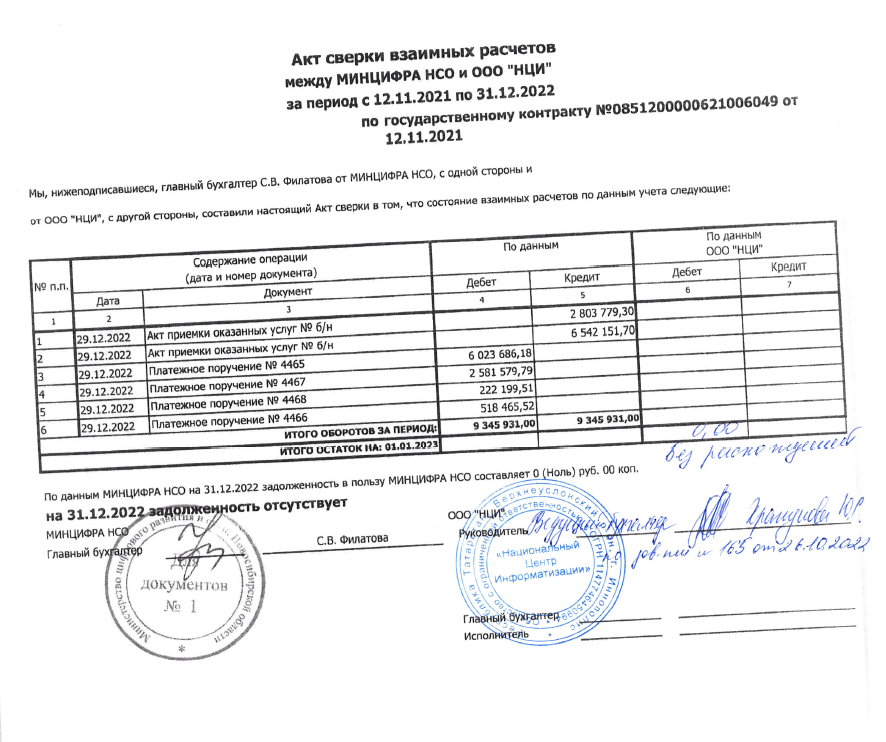 Акт сверки взаимных расчетов
между МИНЦИФРА НСО и ООО "НЦИ"
за период с 12.11.2021 по 31.12.2022
по государственному контракту №0851200000621006049 от
12.11.2021
Мы, нижеподписавшиеся, главный бухгалтер С.В. Филатова от МИНЦИФРА НСО, с одной стороны и
от ООО "НЦИ", с другой стороны, составили настоящий Акт сверки в том, что состояние взаимных расчетов по данным учета следующие:
№ п.п. Содержание операции (дата и номер документа) По данным По данным ООО "НЦИ"
Дата Документ Дебет Кредит Дебет Кредит
1 2 3 4 5 6 7
1 29.12.2022 Акт приемки оказанных услуг № б/н 2 803 779,30
2 29.12.2022 Акт приемки оказанных услуг № б/н 6 542 151,70
3 29.12.2022 Платежное поручение № 4465 6 023 686,18
4 29.12.2022 Платежное поручение № 4467 2 581 579,79
5 29.12.2022 Платежное поручение № 4468 222 199,51
6 29.12.2022 Платежное поручение № 4466 518 465,52
ИТОГО ОБОРОТОВ ЗА ПЕРИОД: 9 345 931,00 9 345 931,00
ИТОГО ОСТАТОК НА: 01.01.2023 0,00
без расхождений
По данным МИНЦИФРА НСО на 31.12.2022 задолженность в пользу МИНЦИФРА НСО составляет 0 (Ноль) руб. 00 коп.
на 31.12.2022 задолженность отсутствует
МИНЦИФРА НСО
Главный бухгалтер С.В. Филатова
Министерство цифрового развития и Новосибирской области
Для
документов
№ 1
ООО "НЦИ"
Руководитель Ведущий бухгалтер Ю.С.
по дов-ти № 165 от 26.10.2022
Татарстан, Верхнеуслонский г. Иннополис
ответственностью
«Национальный
Центр
Информатизации»
Главный бухгалтер
Исполнитель